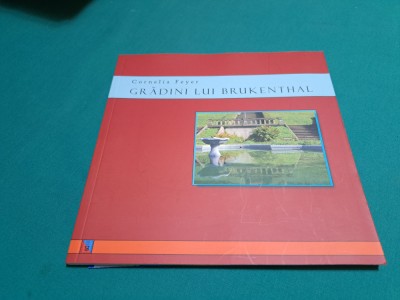 Cornelia Feyer
GRĂDINI LUI BRUKENTHAL